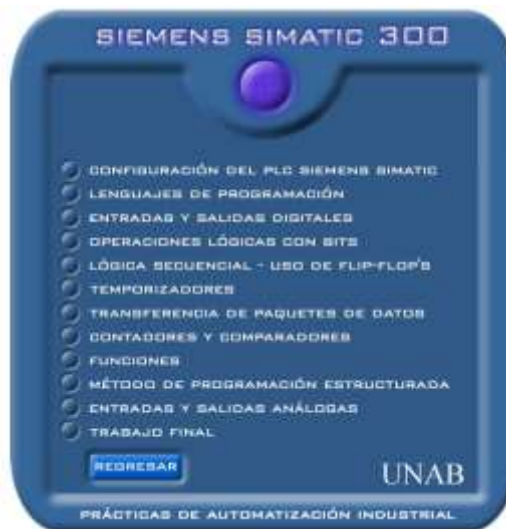 SIEMENS SIMATIC 300
CONFIGURACIÓN DEL PLC SIEMENS SIMATIC
LENGUAJES DE PROGRAMACIÓN
ENTRADAS Y SALIDAS DIGITALES
OPERACIONES LÓGICAS CON BITS
LÓGICA SECUENCIAL - USO DE FLIP-FLOP'S
TEMPORIZADORES
TRANSFERENCIA DE PAQUETES DE DATOS
CONTADORES Y COMPARADORES
FUNCIONES
MÉTODO DE PROGRAMACIÓN ESTRUCTURADA
ENTRADAS Y SALIDAS ANÁLOGAS
TRABAJO FINAL
REGRESAR
UNAB
PRÁCTICAS DE AUTOMATIZACIÓN INDUSTRIAL